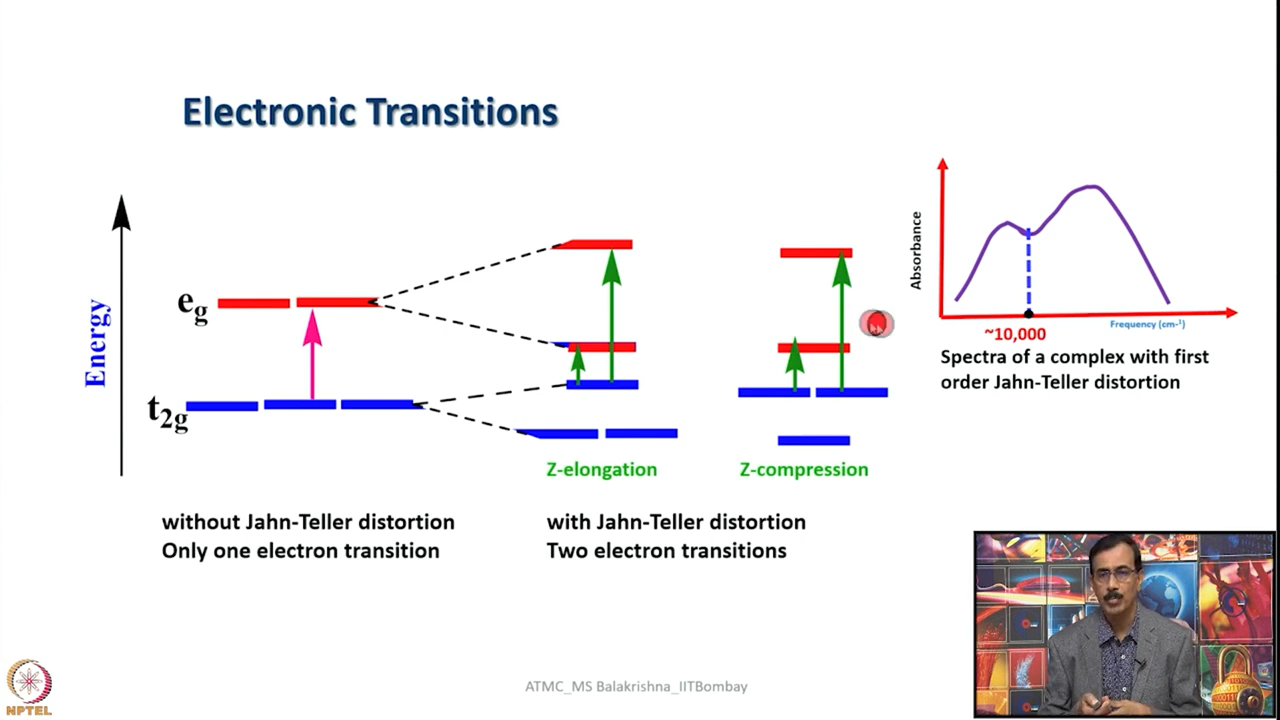 Electronic Transitions
Energy
eg
t2g
Z-elongation
Z-compression
without Jahn-Teller distortion
Only one electron transition
with Jahn-Teller distortion
Two electron transitions
Absorbance
~10,000
Frequency (cm-1)
Spectra of a complex with first
order Jahn-Teller distortion
ATMC_MS Balakrishna_IITBombay
NPTEL